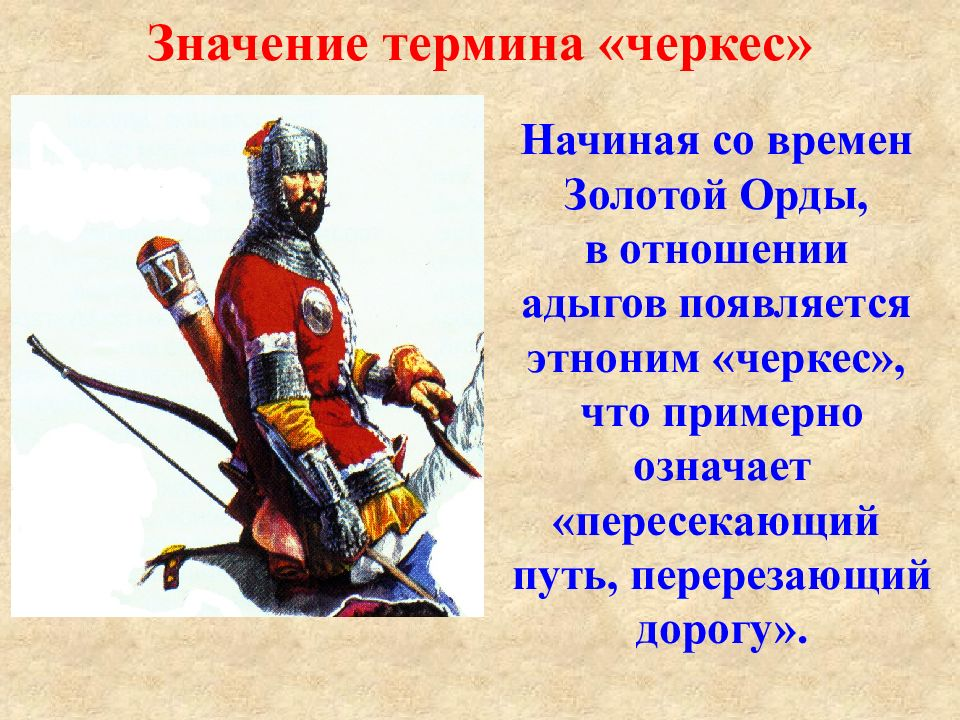 Значение термина «черкес»
Начиная со времен
Золотой Орды,
в отношении
адыгов появляется
этноним «черкес»,
что примерно
означает
«пересекающий
путь, перерезающий
дорогу».